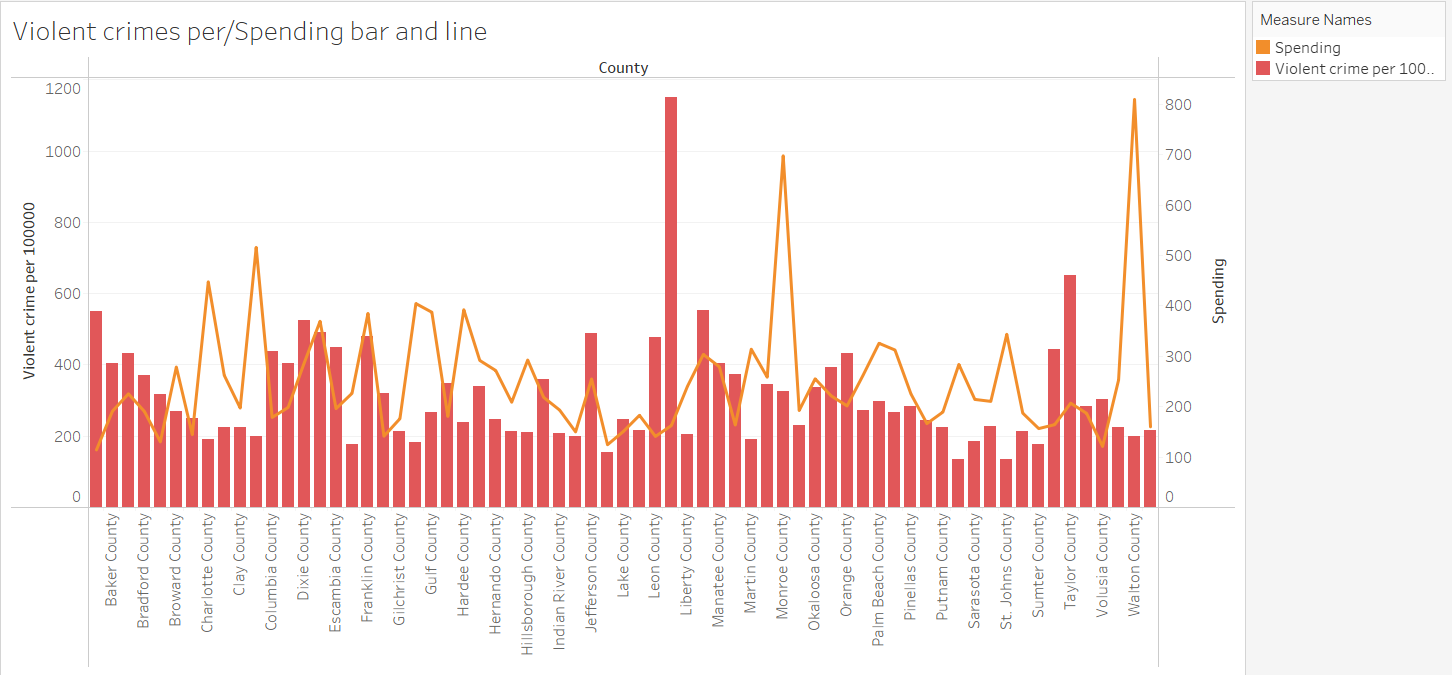 Violent crimes per/Spending bar and line
County
Violent crime per 100000
1200
1000
800
600
400
200
0
800
700
600
500
400
300
200
100
0
Spending
Baker County
Bradford County
Broward County
Charlotte County
Clay County
Columbia County
Dixie County
Escambia County
Franklin County
Gilchrist County
Gulf County
Hardee County
Hernando County
Hillsborough County
Indian River County
Jefferson County
Lake County
Leon County
Liberty County
Manatee County
Martin County
Monroe County
Okaloosa County
Orange County
Palm Beach County
Pinellas County
Putnam County
Sarasota County
St. Johns County
Sumter County
Taylor County
Volusia County
Walton County
Measure Names
Spending
Violent crime per 100..